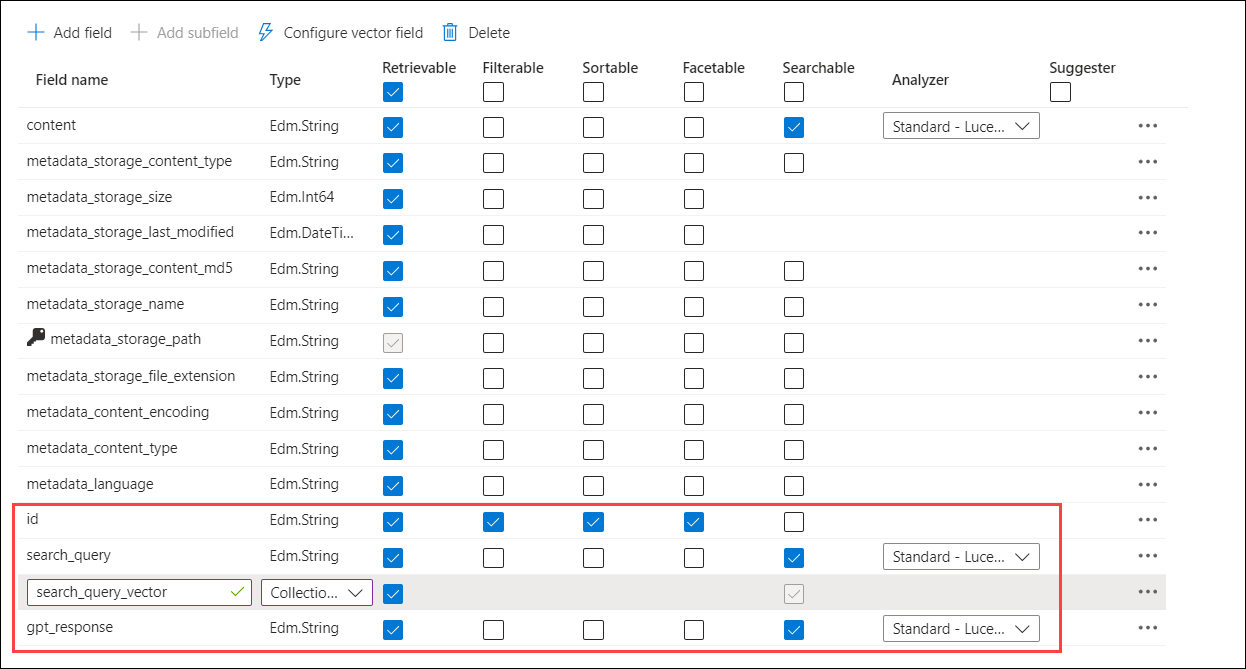 Add field Add subfield Configure vector field Delete
Field name Type Retrievable Filterable Sortable Facetable Searchable Analyzer Suggester
content Edm.String Standard - Luce...
metadata_storage_content_type Edm.String
metadata_storage_size Edm.Int64
metadata_storage_last_modified Edm.DateTi...
metadata_storage_content_md5 Edm.String
metadata_storage_name Edm.String
metadata_storage_path Edm.String
metadata_storage_file_extension Edm.String
metadata_content_encoding Edm.String
metadata_content_type Edm.String
metadata_language Edm.String
id Edm.String
search_query Edm.String Standard - Luce...
search_query_vector Collectio...
gpt_response Edm.String Standard - Luce...